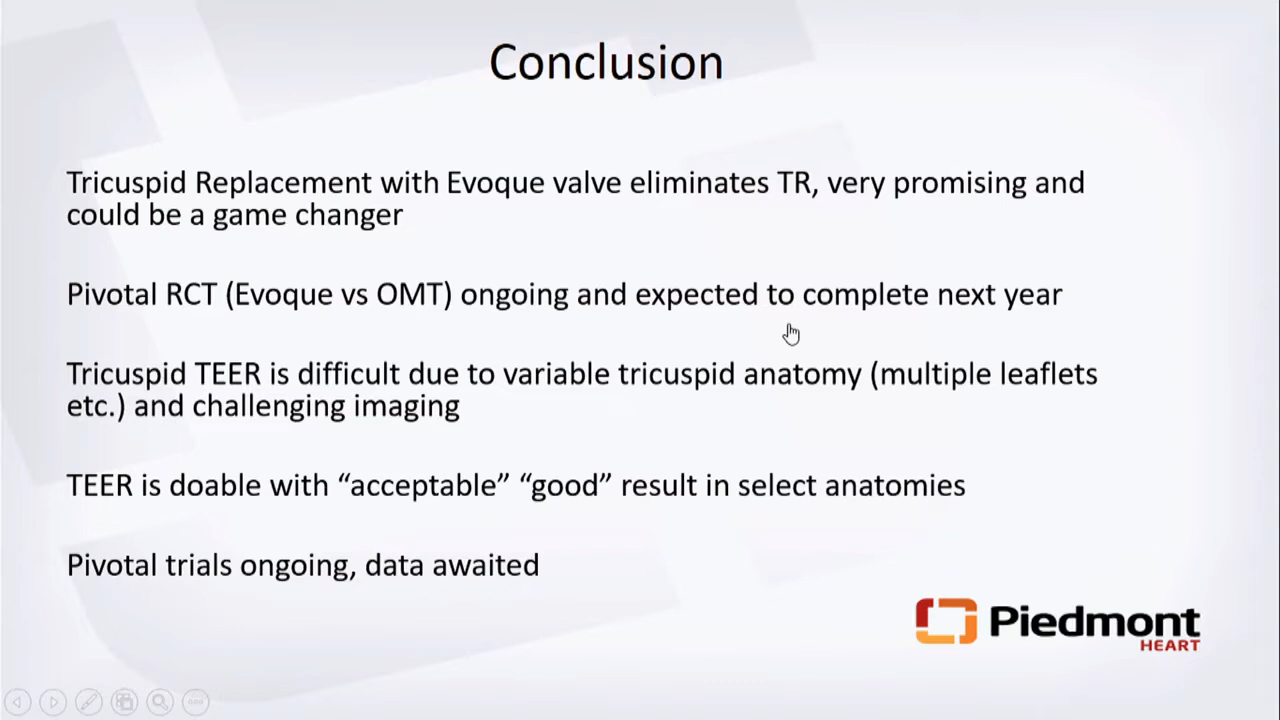 Conclusion
Tricuspid Replacement with Evoque valve eliminates TR, very promising and
could be a game changer
Pivotal RCT (Evoque vs OMT) ongoing and expected to complete next year
Tricuspid TEER is difficult due to variable tricuspid anatomy (multiple leaflets
etc.) and challenging imaging
TEER is doable with “acceptable” “good” result in select anatomies
Pivotal trials ongoing, data awaited
Piedmont
HEART